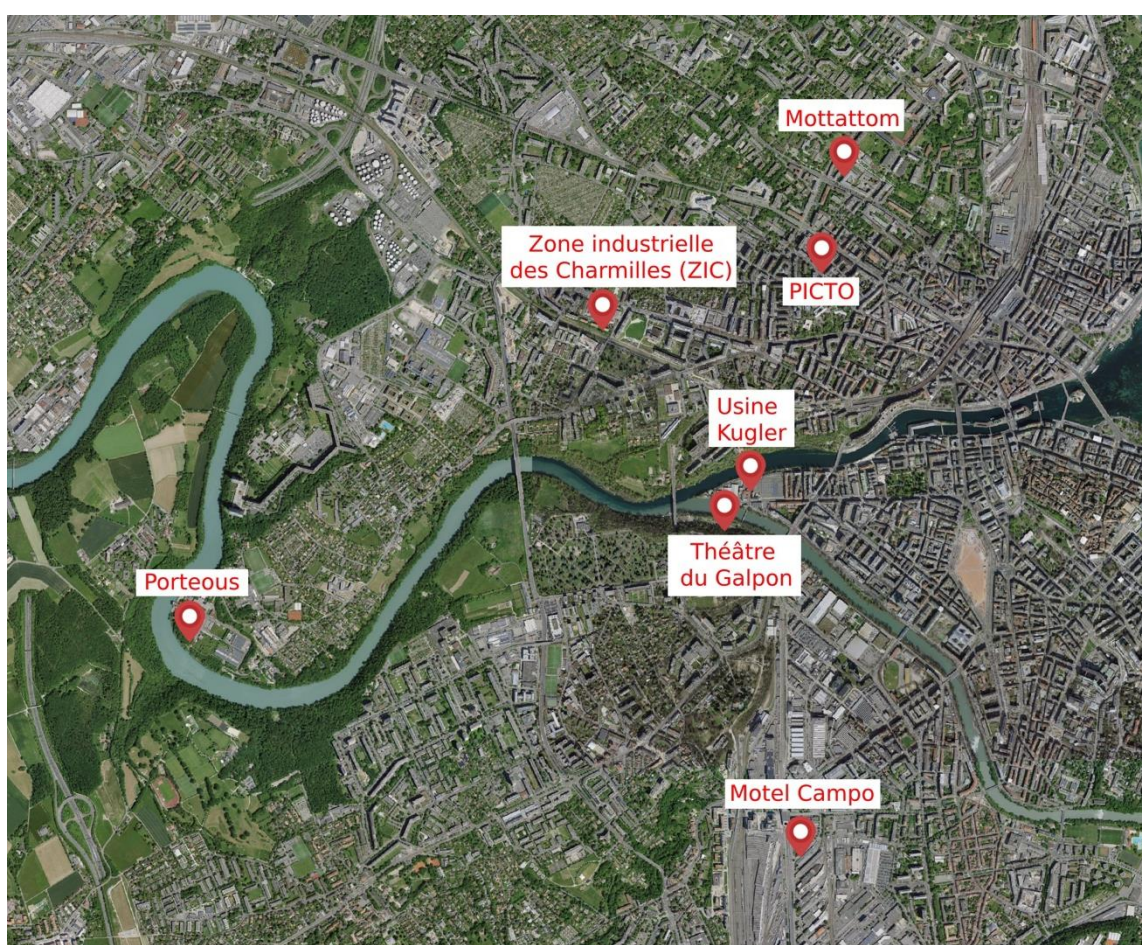 Mottattom
Zone industrielle
des Charmilles (ZIC)
PICTO
Usine
Kugler
Théâtre
du Galpon
Porteous
Motel Campo